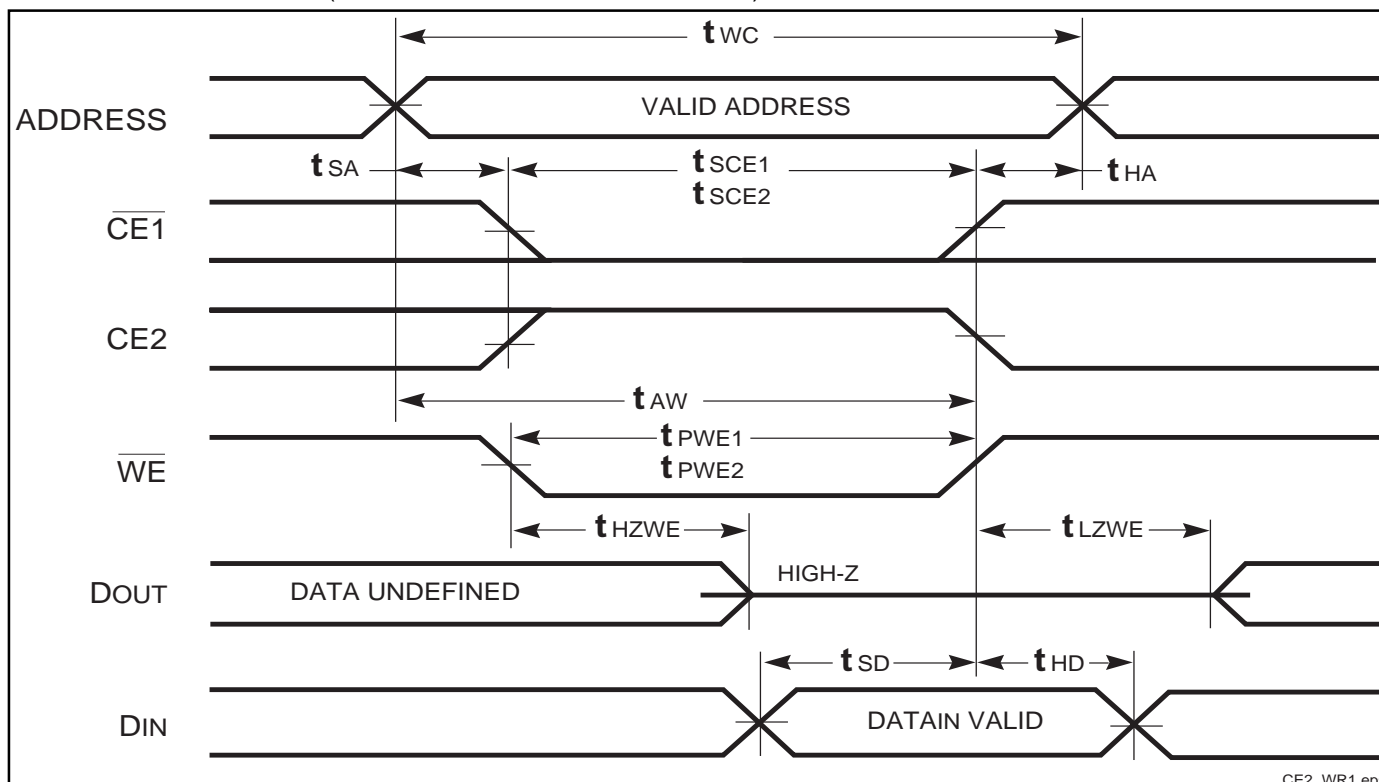 tWC
ADDRESS
VALID ADDRESS
tSA
tSCE1
tSCE2
tHA
CE1
CE2
tAW
tPWE1
tPWE2
WE
tHZWE
tLZWE
DOUT
DATA UNDEFINED
HIGH-Z
tSD
tHD
DIN
DATAIN VALID